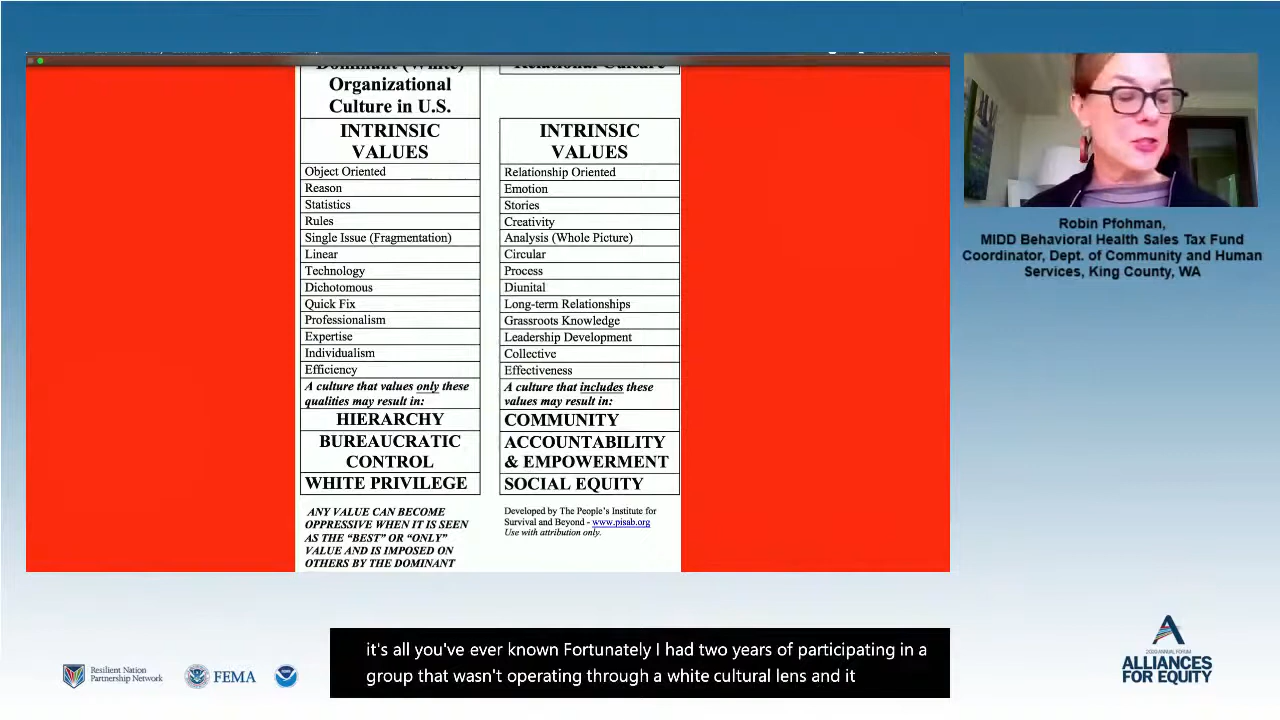 Dominant (White)
Organizational
Culture in U.S.
INTRINSIC
VALUES
Object Oriented
Reason
Statistics
Rules
Single Issue (Fragmentation)
Linear
Technology
Dichotomous
Quick Fix
Professionalism
Expertise
Individualism
Efficiency
A culture that values only these
qualities may result in:
HIERARCHY
BUREAUCRATIC
CONTROL
WHITE PRIVILEGE
ANY VALUE CAN BECOME
OPPRESSIVE WHEN IT IS SEEN
AS THE “BEST” OR “ONLY”
VALUE AND IS IMPOSED ON
OTHERS BY THE DOMINANT
Relational Culture
INTRINSIC
VALUES
Relationship Oriented
Emotion
Stories
Creativity
Analysis (Whole Picture)
Circular
Process
Diunital
Long-term Relationships
Grassroots Knowledge
Leadership Development
Collective
Effectiveness
A culture that includes these
values may result in:
COMMUNITY
ACCOUNTABILITY
& EMPOWERMENT
SOCIAL EQUITY
Developed by The People's Institute for
Survival and Beyond - www.pisab.org
Use with attribution only.
Robin Pfohman,
MIDD Behavioral Health Sales Tax Fund
Coordinator, Dept. of Community and Human
Services, King County, WA
it's all you've ever known Fortunately I had two years of participating in a
group that wasn't operating through a white cultural lens and it
Resilient Nation
Partnership Network
FEMA
2020 ANNUAL FORUM
ALLIANCES
FOR EQUITY